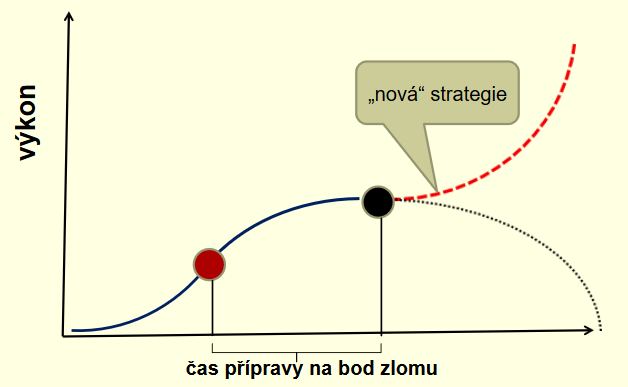 výkon
„nová“ strategie
čas přípravy na bod zlomu